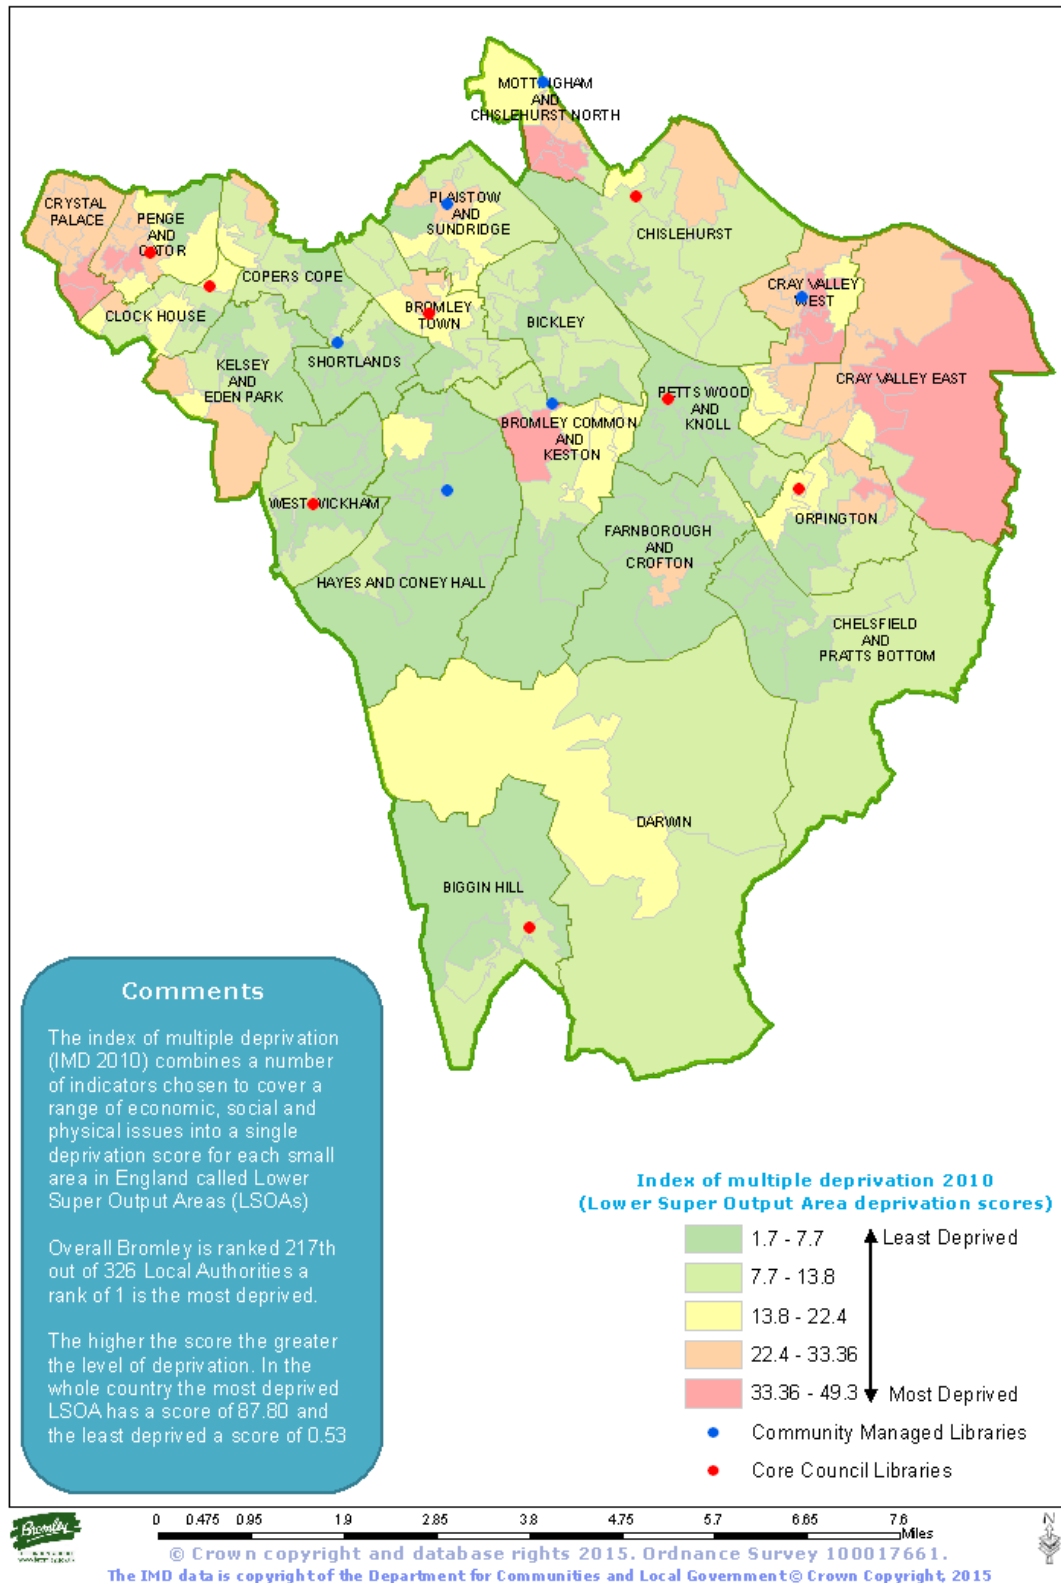 MOTTINGHAM
AND
CHISLEHURST NORTH
CRYSTAL
PALACE
PENGE
AND
CATOR
PLAISTOW
AND
SUNDRIDGE
CHISLEHURST
COPERS COPE
CRAY VALLEY
WEST
CLOCK HOUSE
BROMLEY
TOWN
BICKLEY
KELSEY
AND
EDEN PARK
SHORTLANDS
CRAY VALLEY EAST
PETTS WOOD
AND
KNOLL
BROMLEY COMMON
AND
KESTON
WEST WICKHAM
ORPINGTON
FARNBOROUGH
AND
CROFTON
HAYES AND CONEY HALL
CHELSFIELD
AND
PRATTS BOTTOM
DARWIN
BIGGIN HILL
Comments
The index of multiple deprivation
(IMD 2010) combines a number
of indicators chosen to cover a
range of economic, social and
physical issues into a single
deprivation score for each small
area in England called Lower
Super Output Areas (LSOAs)
Overall Bromley is ranked 217th
out of 326 Local Authorities a
rank of 1 is the most deprived.
The higher the score the greater
the level of deprivation. In the
whole country the most deprived
LSOA has a score of 87.80 and
the least deprived a score of 0.53
Index of multiple deprivation 2010
(Lower Super Output Area deprivation scores)
1.7 - 7.7 Least Deprived
7.7 - 13.8
13.8 - 22.4
22.4 - 33.36
33.36 - 49.3 Most Deprived
Community Managed Libraries
Core Council Libraries
Bromley
0 0.475 0.95 1.9 2.85 3.8 4.75 5.7 6.65 7.6
Miles
N
© Crown copyright and database rights 2015. Ordnance Survey 100017661.
The IMD data is copyright of the Department for Communities and Local Government © Crown Copyright, 2015